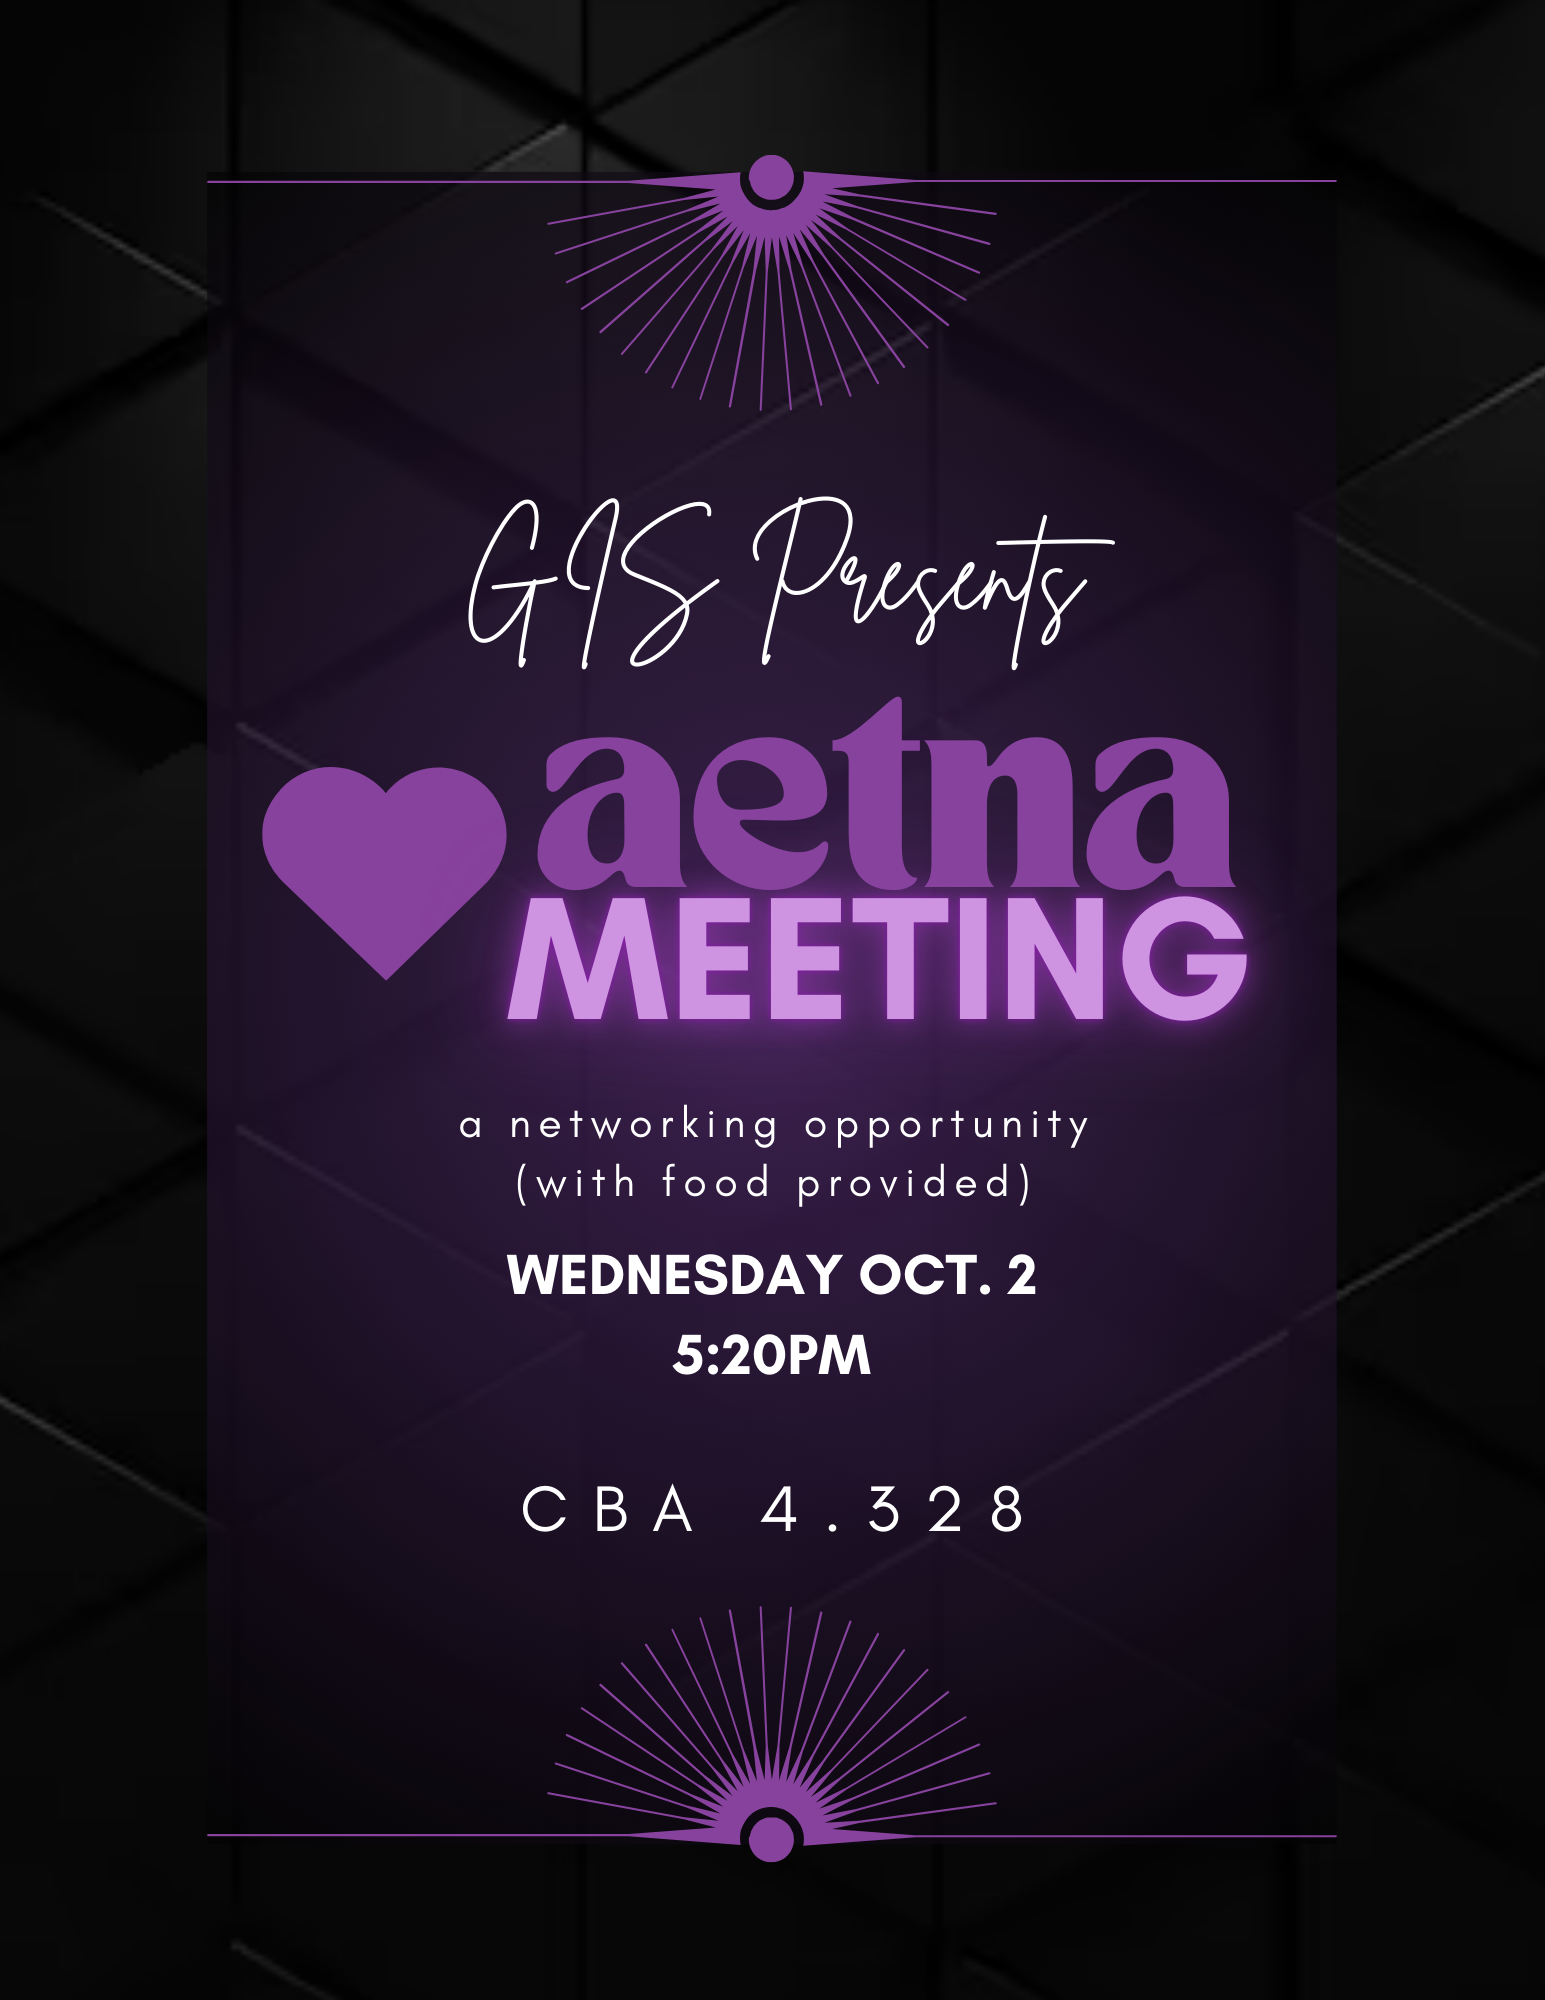 GIS Presents
aetna
MEETING
a networking opportunity
(with food provided)
WEDNESDAY OCT. 2
5:20PM
CBA 4.328